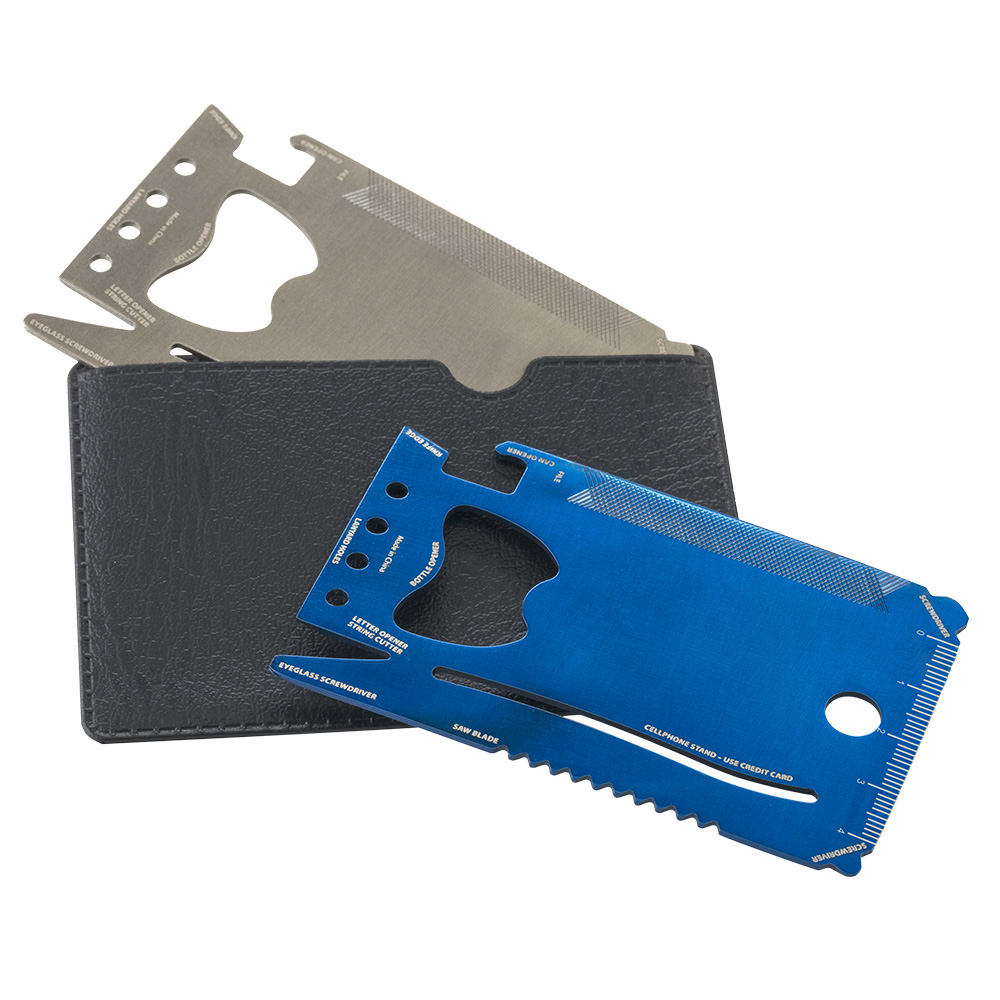 KNIFE EDGE
CAN OPENER
FILE
LANYARD HOLES
Made in China
BOTTLE OPENER
LETTER OPENER
STRING CUTTER
EYEGLASS SCREWDRIVER
KNIFE EDGE
CAN OPENER
FILE
LANYARD HOLES
Made in China
BOTTLE OPENER
LETTER OPENER
STRING CUTTER
EYEGLASS SCREWDRIVER
SAW BLADE
CELLPHONE STAND - USE CREDIT CARD
SCREWDRIVER
0
1
2
3
4
SCREWDRIVER